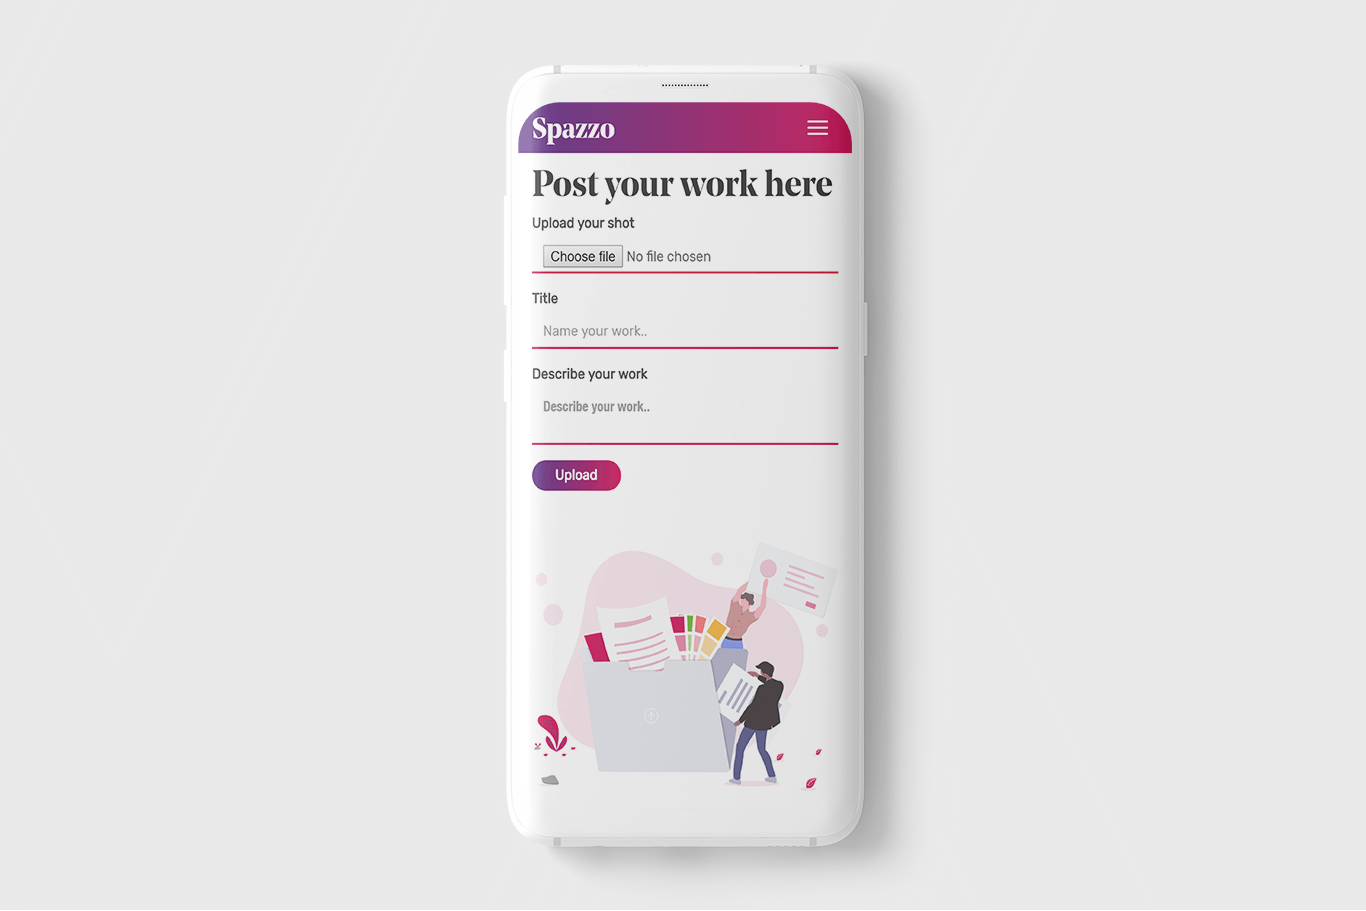 Spazzo
Post your work here
Upload your shot
Choose file No file chosen
Title
Name your work..
Describe your work
Describe your work..
Upload